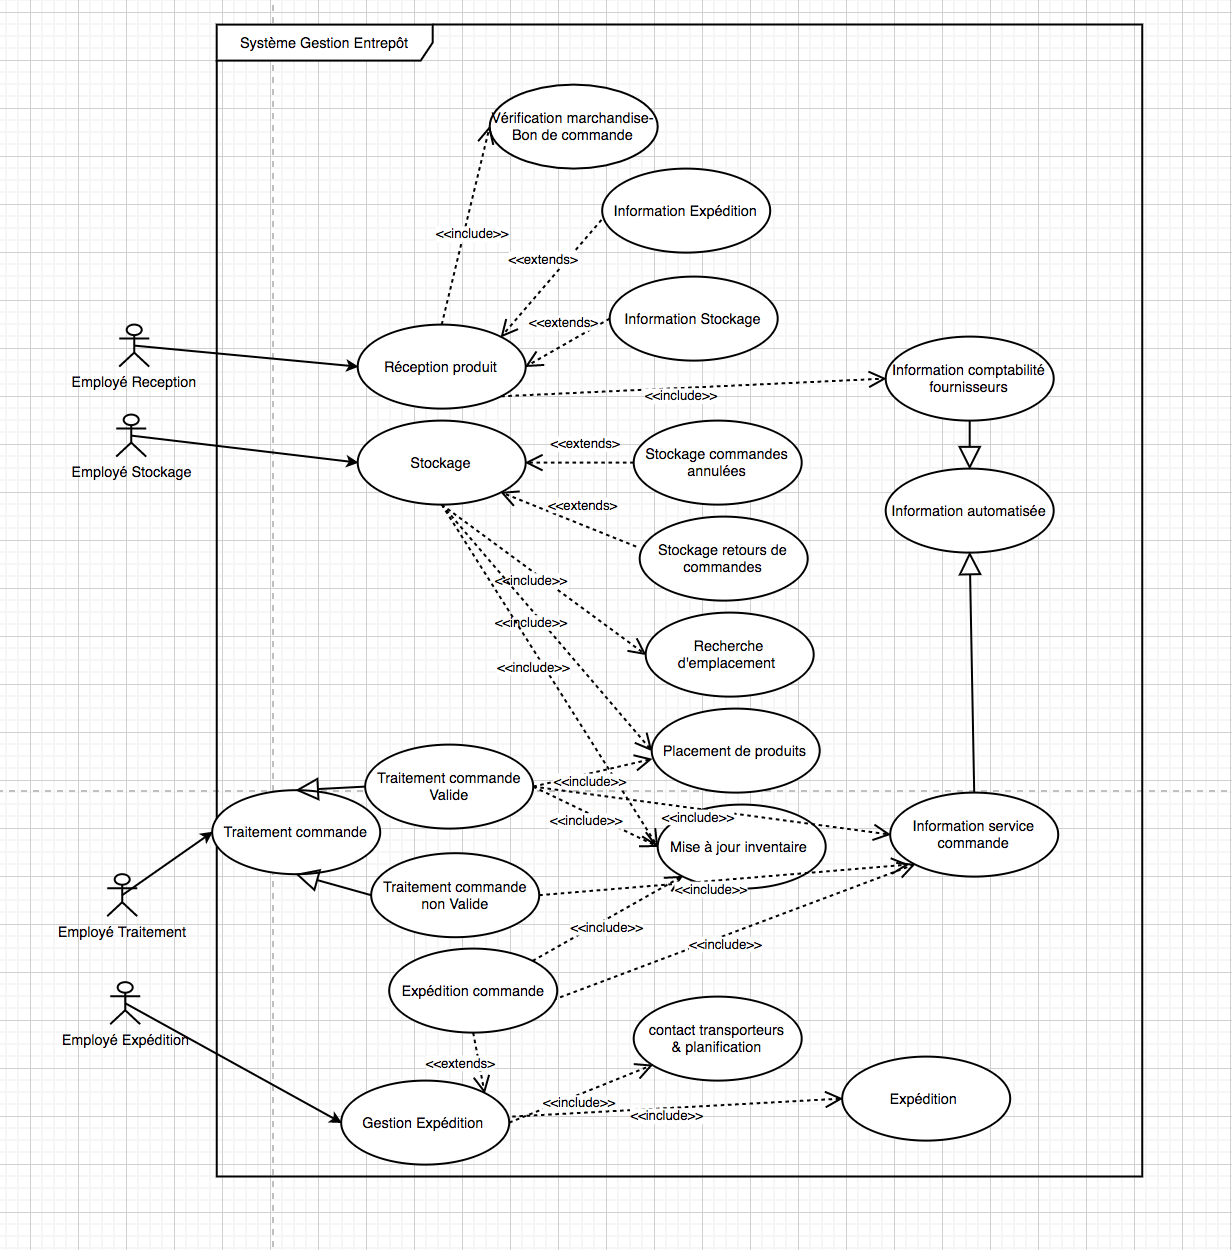 Système Gestion Entrepôt
Vérification marchandise-
Bon de commande
Information Expédition
<<include>>
<<extends>>
Information Stockage
<<extends>>
Employé Reception
Réception produit
Information comptabilité
fournisseurs
<<include>>
Employé Stockage
Stockage
<<extends>>
Stockage commandes
annulées
<<extends>>
Information automatisée
Stockage retours de
commandes
<<include>>
<<include>>
<<include>>
Recherche
d'emplacement
Placement de produits
Traitement commande
Valide
<<include>>
<<include>>
<<include>>
Traitement commande
Mise à jour inventaire
Information service
commande
Traitement commande
non Valide
<<include>>
Employé Traitement
<<include>>
<<include>>
Expédition commande
Employé Expédition
contact transporteurs
& planification
<<extends>>
<<include>>
<<include>>
Expédition
Gestion Expédition